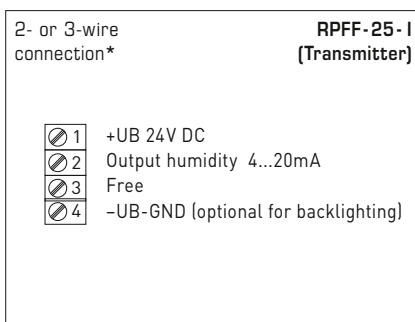 2- or 3-wire RPFF-25-I
connection* (Transmitter)
1 +UB 24V DC
2 Output humidity 4...20mA
3 Free
4 –UB-GND (optional for backlighting)